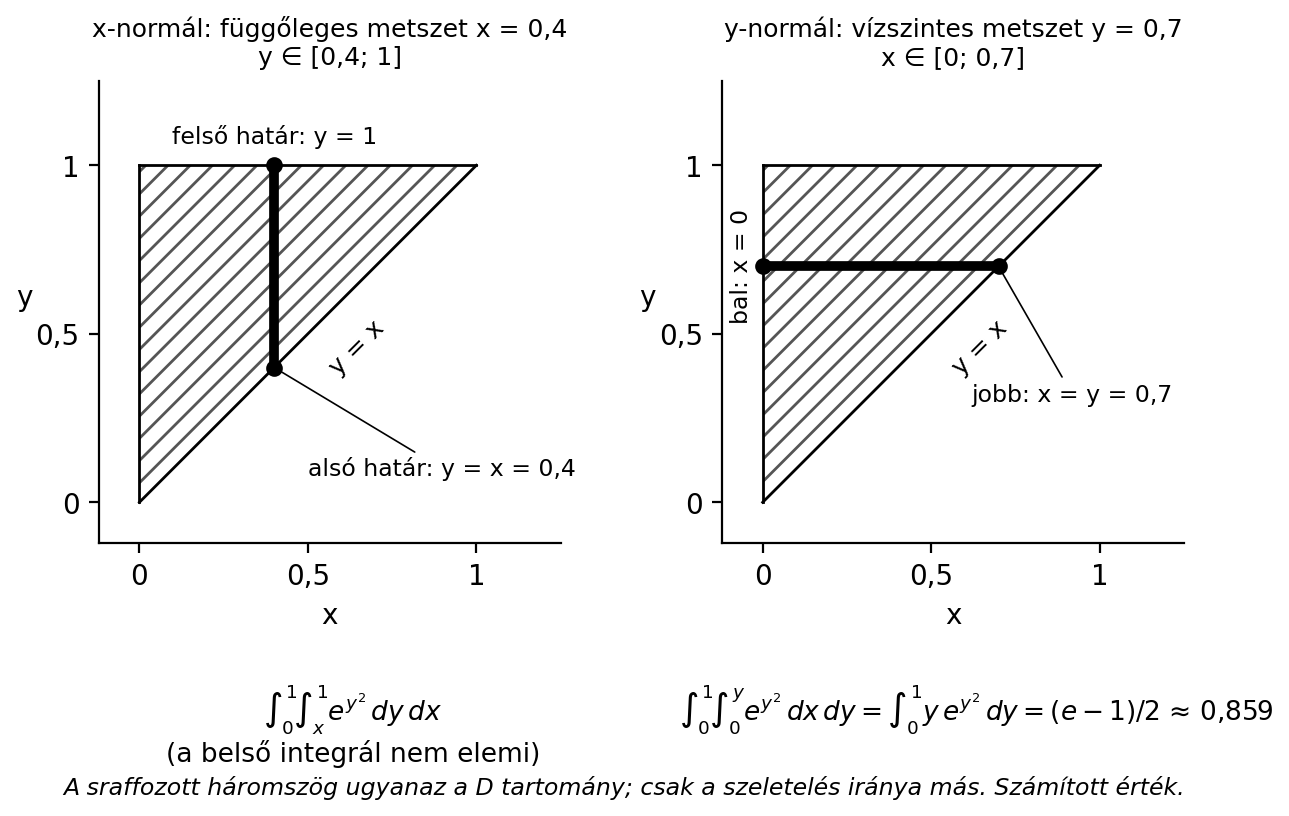 x-normál: függőleges metszet x = 0,4
y ∈ [0,4; 1]
felső határ: y = 1
1
y
0,5
y = x
alsó határ: y = x = 0,4
0
0
0,5
1
x
∫₀¹∫ₓ¹ e^{y²} dy dx
(a belső integrál nem elemi)
y-normál: vízszintes metszet y = 0,7
x ∈ [0; 0,7]
1
bal: x = 0
y
0,5
y = x
jobb: x = y = 0,7
0
0
0,5
1
x
∫₀¹∫₀^y e^{y²} dx dy = ∫₀¹ y e^{y²} dy = (e − 1)/2 ≈ 0,859
A sraffozott háromszög ugyanaz a D tartomány; csak a szeletelés iránya más. Számított érték.